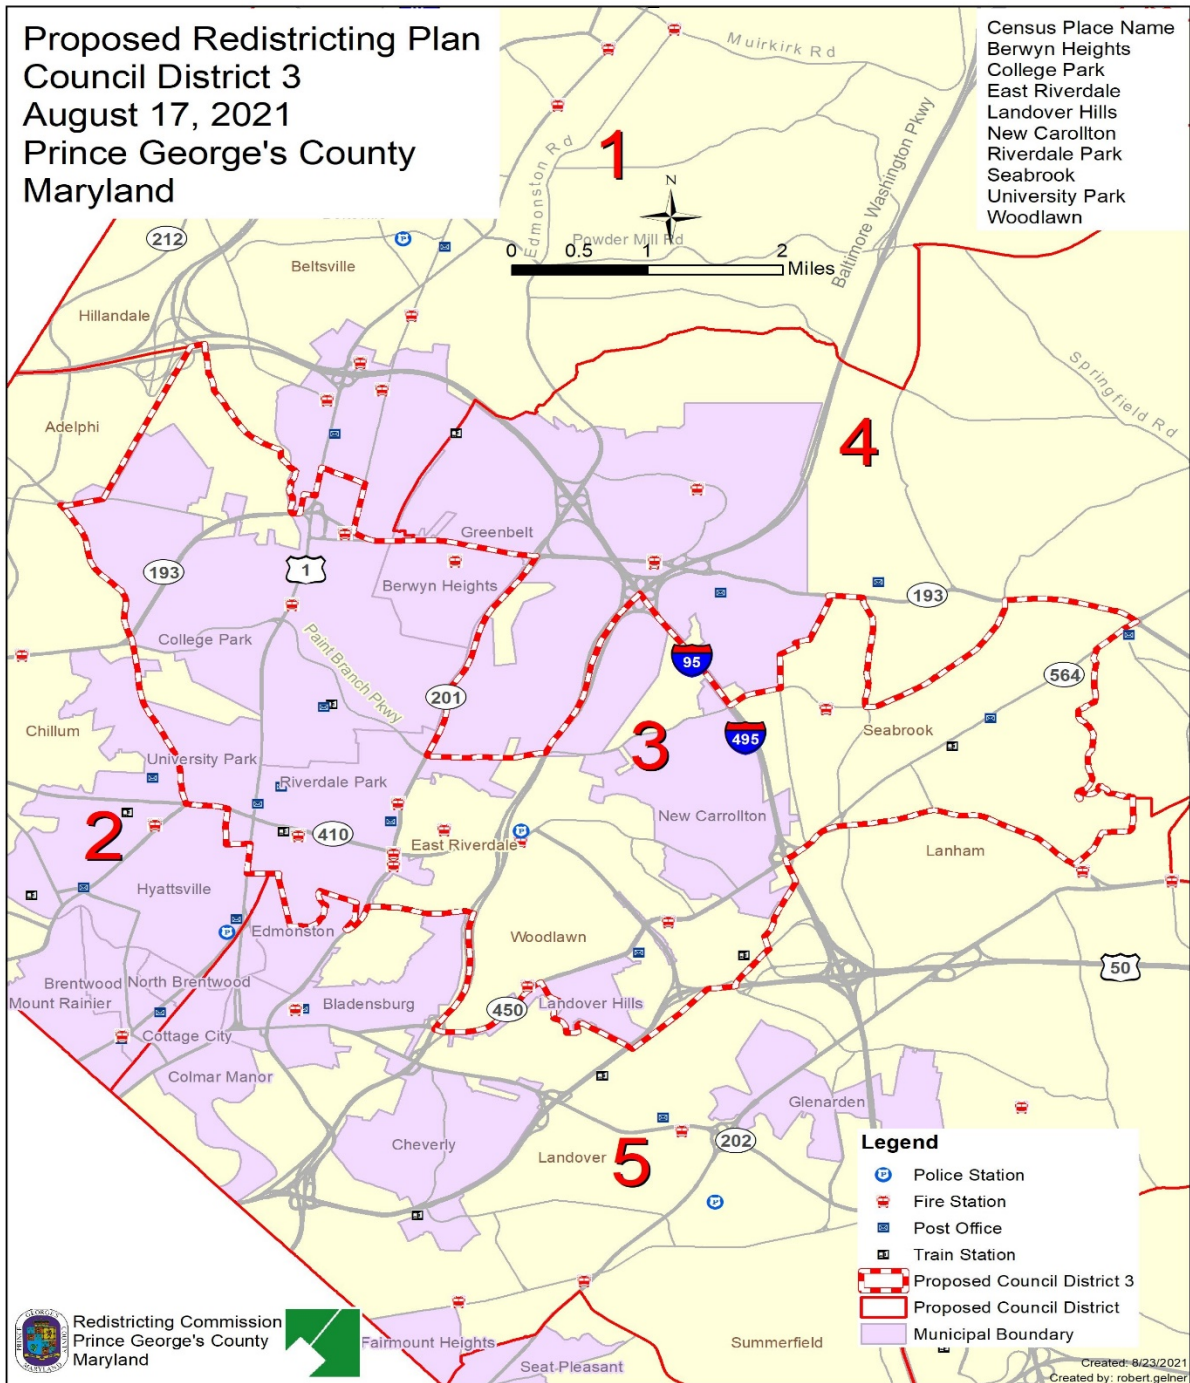 Proposed Redistricting Plan
Council District 3
August 17, 2021
Prince George's County
Maryland
Census Place Name
Berwyn Heights
College Park
East Riverdale
Landover Hills
New Carollton
Riverdale Park
Seabrook
University Park
Woodlawn
Muirkirk Rd
Edmonston Rd
1
Baltimore Washington Pkwy
N
Powder Mill Rd
0 0.5 1 2
Miles
212
Beltsville
Hillandale
Springfield Rd
Adelphi
4
Greenbelt
193
1
Berwyn Heights
193
College Park
Paint Branch Pkwy
95
564
201
Chillum
3
495
Seabrook
University Park
Riverdale Park
New Carrollton
2
410
East Riverdale
Lanham
Hyattsville
Edmonston
Woodlawn
50
Brentwood
North Brentwood
Mount Rainier
Bladensburg
450
Landover Hills
Cottage City
Colmar Manor
Glenarden
Cheverly
Landover
5
202
Legend
Police Station
Fire Station
Post Office
Train Station
Proposed Council District 3
Proposed Council District
Municipal Boundary
Redistricting Commission
Prince George's County
Maryland
Fairmount Heights
Seat Pleasant
Summerfield
Created: 8/23/2021
Created by: robert.gelner